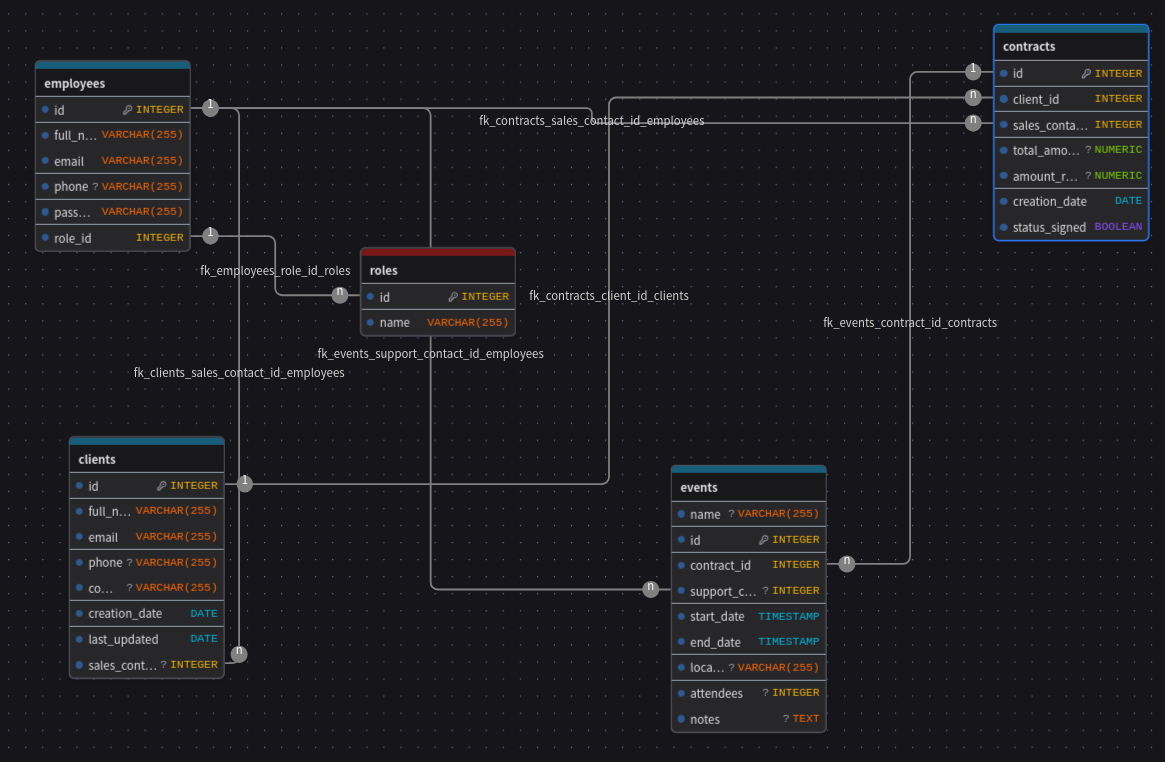 employees
id INTEGER
full_n... VARCHAR(255)
email VARCHAR(255)
phone ? VARCHAR(255)
pass... VARCHAR(255)
role_id INTEGER
1
1
fk_employees_role_id_roles
n
roles
id INTEGER
name VARCHAR(255)
fk_contracts_sales_contact_id_employees
contracts
1
id INTEGER
n
client_id INTEGER
n
sales_conta... INTEGER
total_amo... ? NUMERIC
amount_r... ? NUMERIC
creation_date DATE
status_signed BOOLEAN
fk_contracts_client_id_clients
fk_events_contract_id_contracts
fk_events_support_contact_id_employees
fk_clients_sales_contact_id_employees
clients
id INTEGER
1
full_n... VARCHAR(255)
email VARCHAR(255)
phone ? VARCHAR(255)
co... ? VARCHAR(255)
creation_date DATE
last_updated DATE
sales_cont... ? INTEGER
n
events
name ? VARCHAR(255)
id INTEGER
contract_id INTEGER
n
n
support_c... ? INTEGER
start_date TIMESTAMP
end_date TIMESTAMP
loca... ? VARCHAR(255)
attendees ? INTEGER
notes ? TEXT